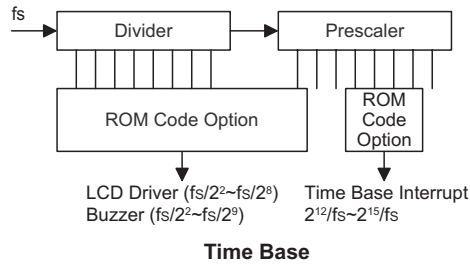 fs
Divider
Prescaler
ROM Code Option
ROM
Code
Option
LCD Driver (fs/2²~fs/2⁸)
Buzzer (fs/2²~fs/2⁹)
Time Base Interrupt
2¹²/fs~2¹⁵/fs
Time Base